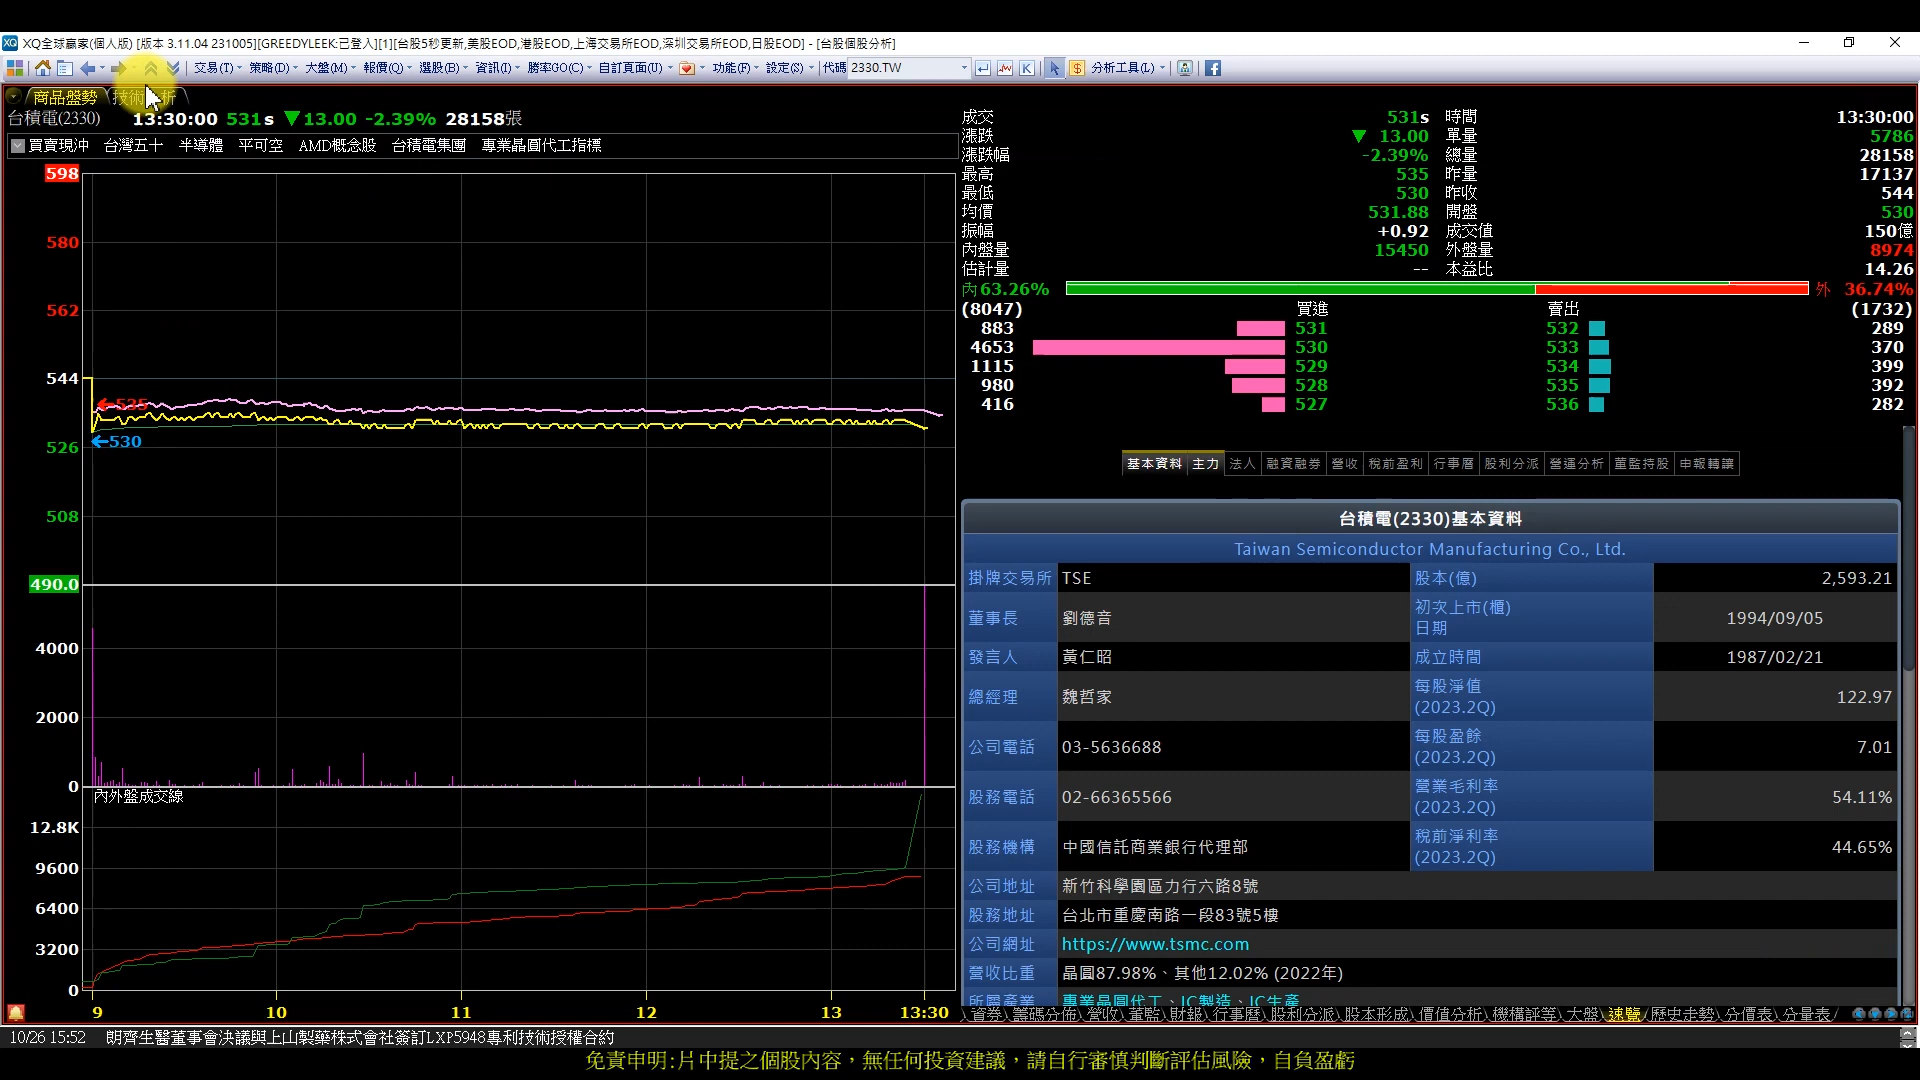 XQ全球贏家(個人版) [版本 3.11.04 231005][GREEDYLEEK:已登入][1][台股5秒更新,美股EOD,港股EOD,上海交易所EOD,深圳交易所EOD,日股EOD] - [台股個股分析]
交易(T) 策略(D) 大盤(M) 報價(Q) 選股(B) 資訊(I) 勝率GO(C) 自訂頁面(U) 功能(F) 設定(S) 代碼 2330.TW K $ 分析工具(L)
商品盤勢 技術分析
台積電(2330) 13:30:00 531s ▼13.00 -2.39% 28158張
買賣現沖 台灣五十 半導體 平可空 AMD概念股 台積電集團 專業晶圓代工指標
598
580
562
544
526
508
490.0
←535
←530
4000
2000
0
內外盤成交線
12.8K
9600
6400
3200
0
9 10 11 12 13 13:30
成交 531s 時間 13:30:00
漲跌 ▼ 13.00 單量 5786
漲跌幅 -2.39% 總量 28158
最高 535 昨量 17137
最低 530 昨收 544
均價 531.88 開盤 530
振幅 +0.92 成交值 150億
內盤量 15450 外盤量 8974
估計量 -- 本益比 14.26
內63.26% 外 36.74%
(8047) 買進 賣出 (1732)
883 531 532 289
4653 530 533 370
1115 529 534 399
980 528 535 392
416 527 536 282
基本資料 主力 法人 融資融券 營收 稅前盈利 行事曆 股利分派 營運分析 董監持股 申報轉讓
台積電(2330)基本資料
Taiwan Semiconductor Manufacturing Co., Ltd.
掛牌交易所 TSE 股本(億) 2,593.21
董事長 劉德音 初次上市(櫃)日期 1994/09/05
發言人 黃仁昭 成立時間 1987/02/21
總經理 魏哲家 每股淨值(2023.2Q) 122.97
公司電話 03-5636688 每股盈餘(2023.2Q) 7.01
股務電話 02-66365566 營業毛利率(2023.2Q) 54.11%
股務機構 中國信託商業銀行代理部 稅前淨利率(2023.2Q) 44.65%
公司地址 新竹科學園區力行六路8號
股務地址 台北市重慶南路一段83號5樓
公司網址 https://www.tsmc.com
營收比重 晶圓87.98%、其他12.02% (2022年)
所屬產業 專業晶圓代工、IC製造、IC生產
資券 籌碼分佈 營收 董監 財報 行事曆 股利分派 股本形成 價值分析 機構評等 大盤 速覽 歷史走勢 分價表 分量表
10/26 15:52 朗齊生醫董事會決議與上山製藥株式會社簽訂LXP5948專利技術授權合約
免責申明:片中提之個股內容，無任何投資建議，請自行審慎判斷評估風險，自負盈虧